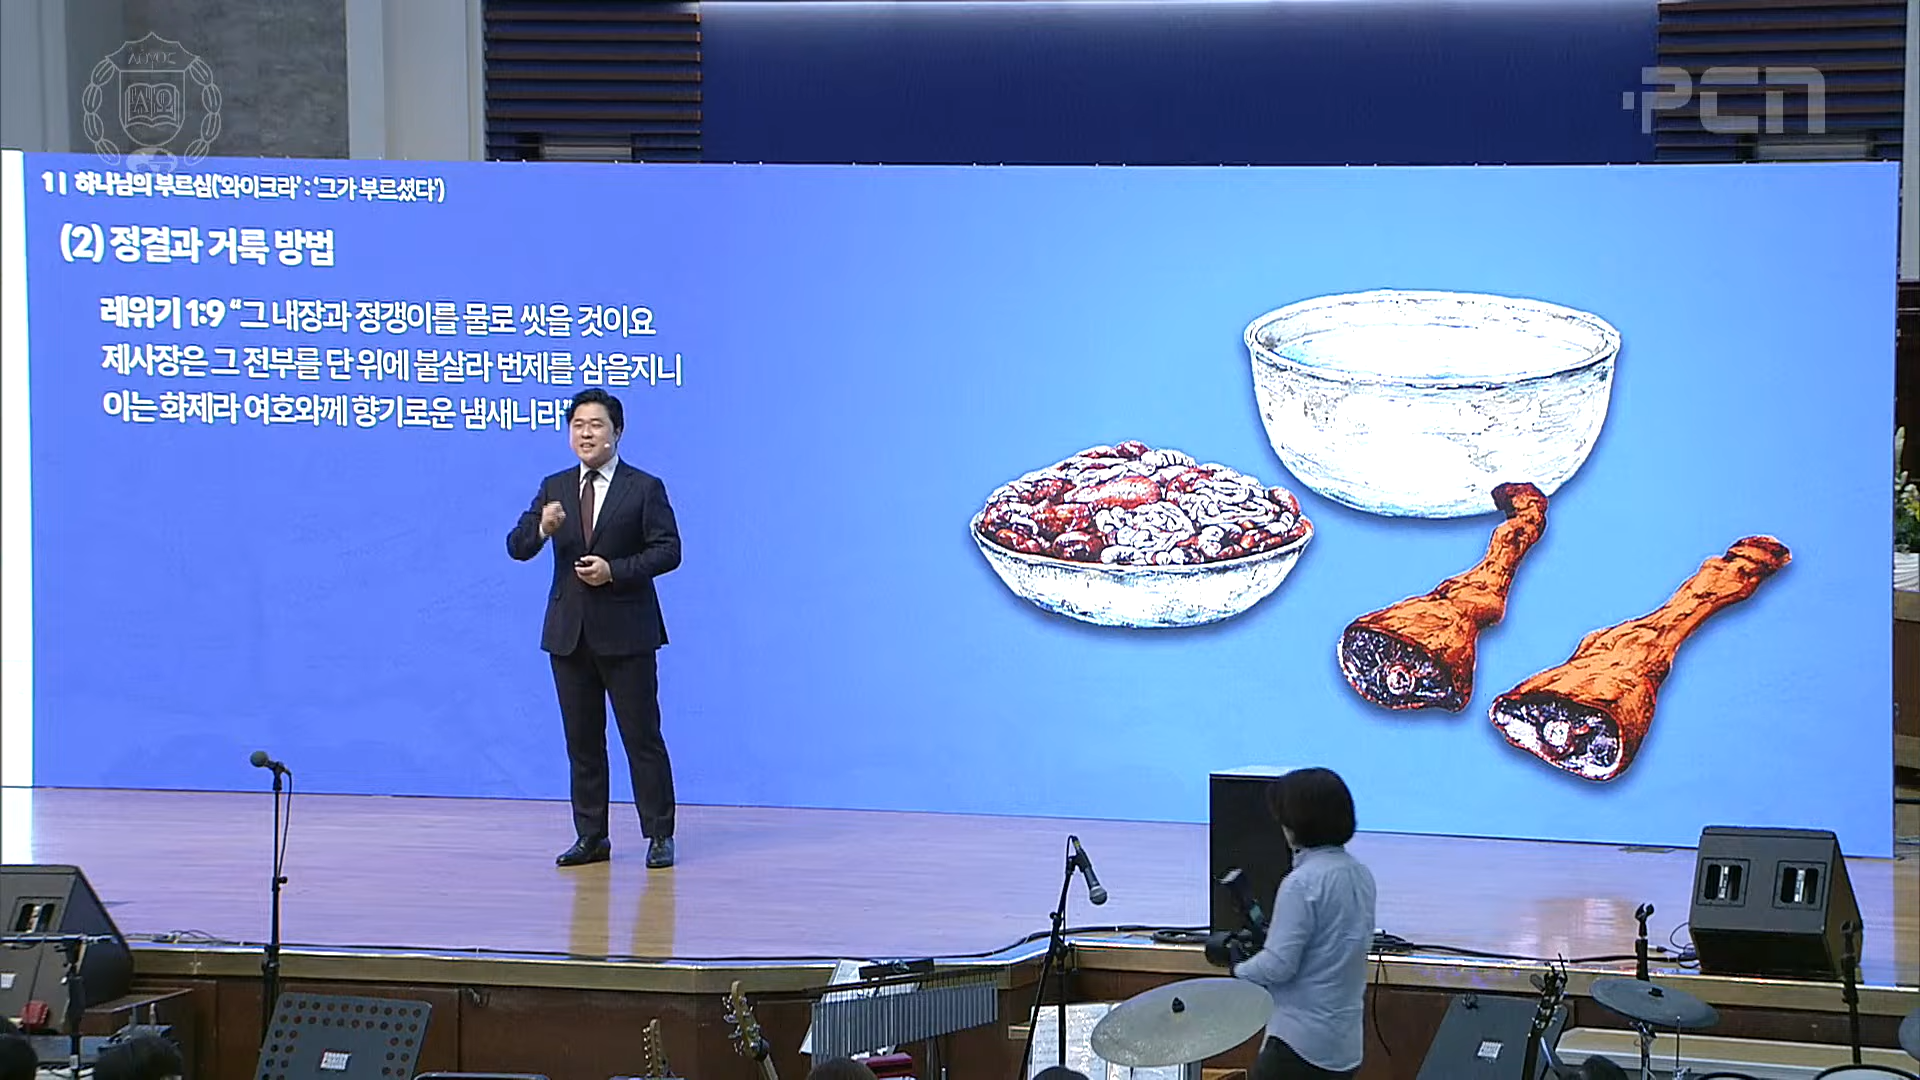 ΛΟΓΟΣ
Α Ω
PCN
1 | 하나님의 부르심('와이크라' : '그가 부르셨다')
(2) 정결과 거룩 방법
레위기 1:9 “그 내장과 정갱이를 물로 씻을 것이요
제사장은 그 전부를 단 위에 불살라 번제를 삼을지니
이는 화제라 여호와께 향기로운 냄새니라”